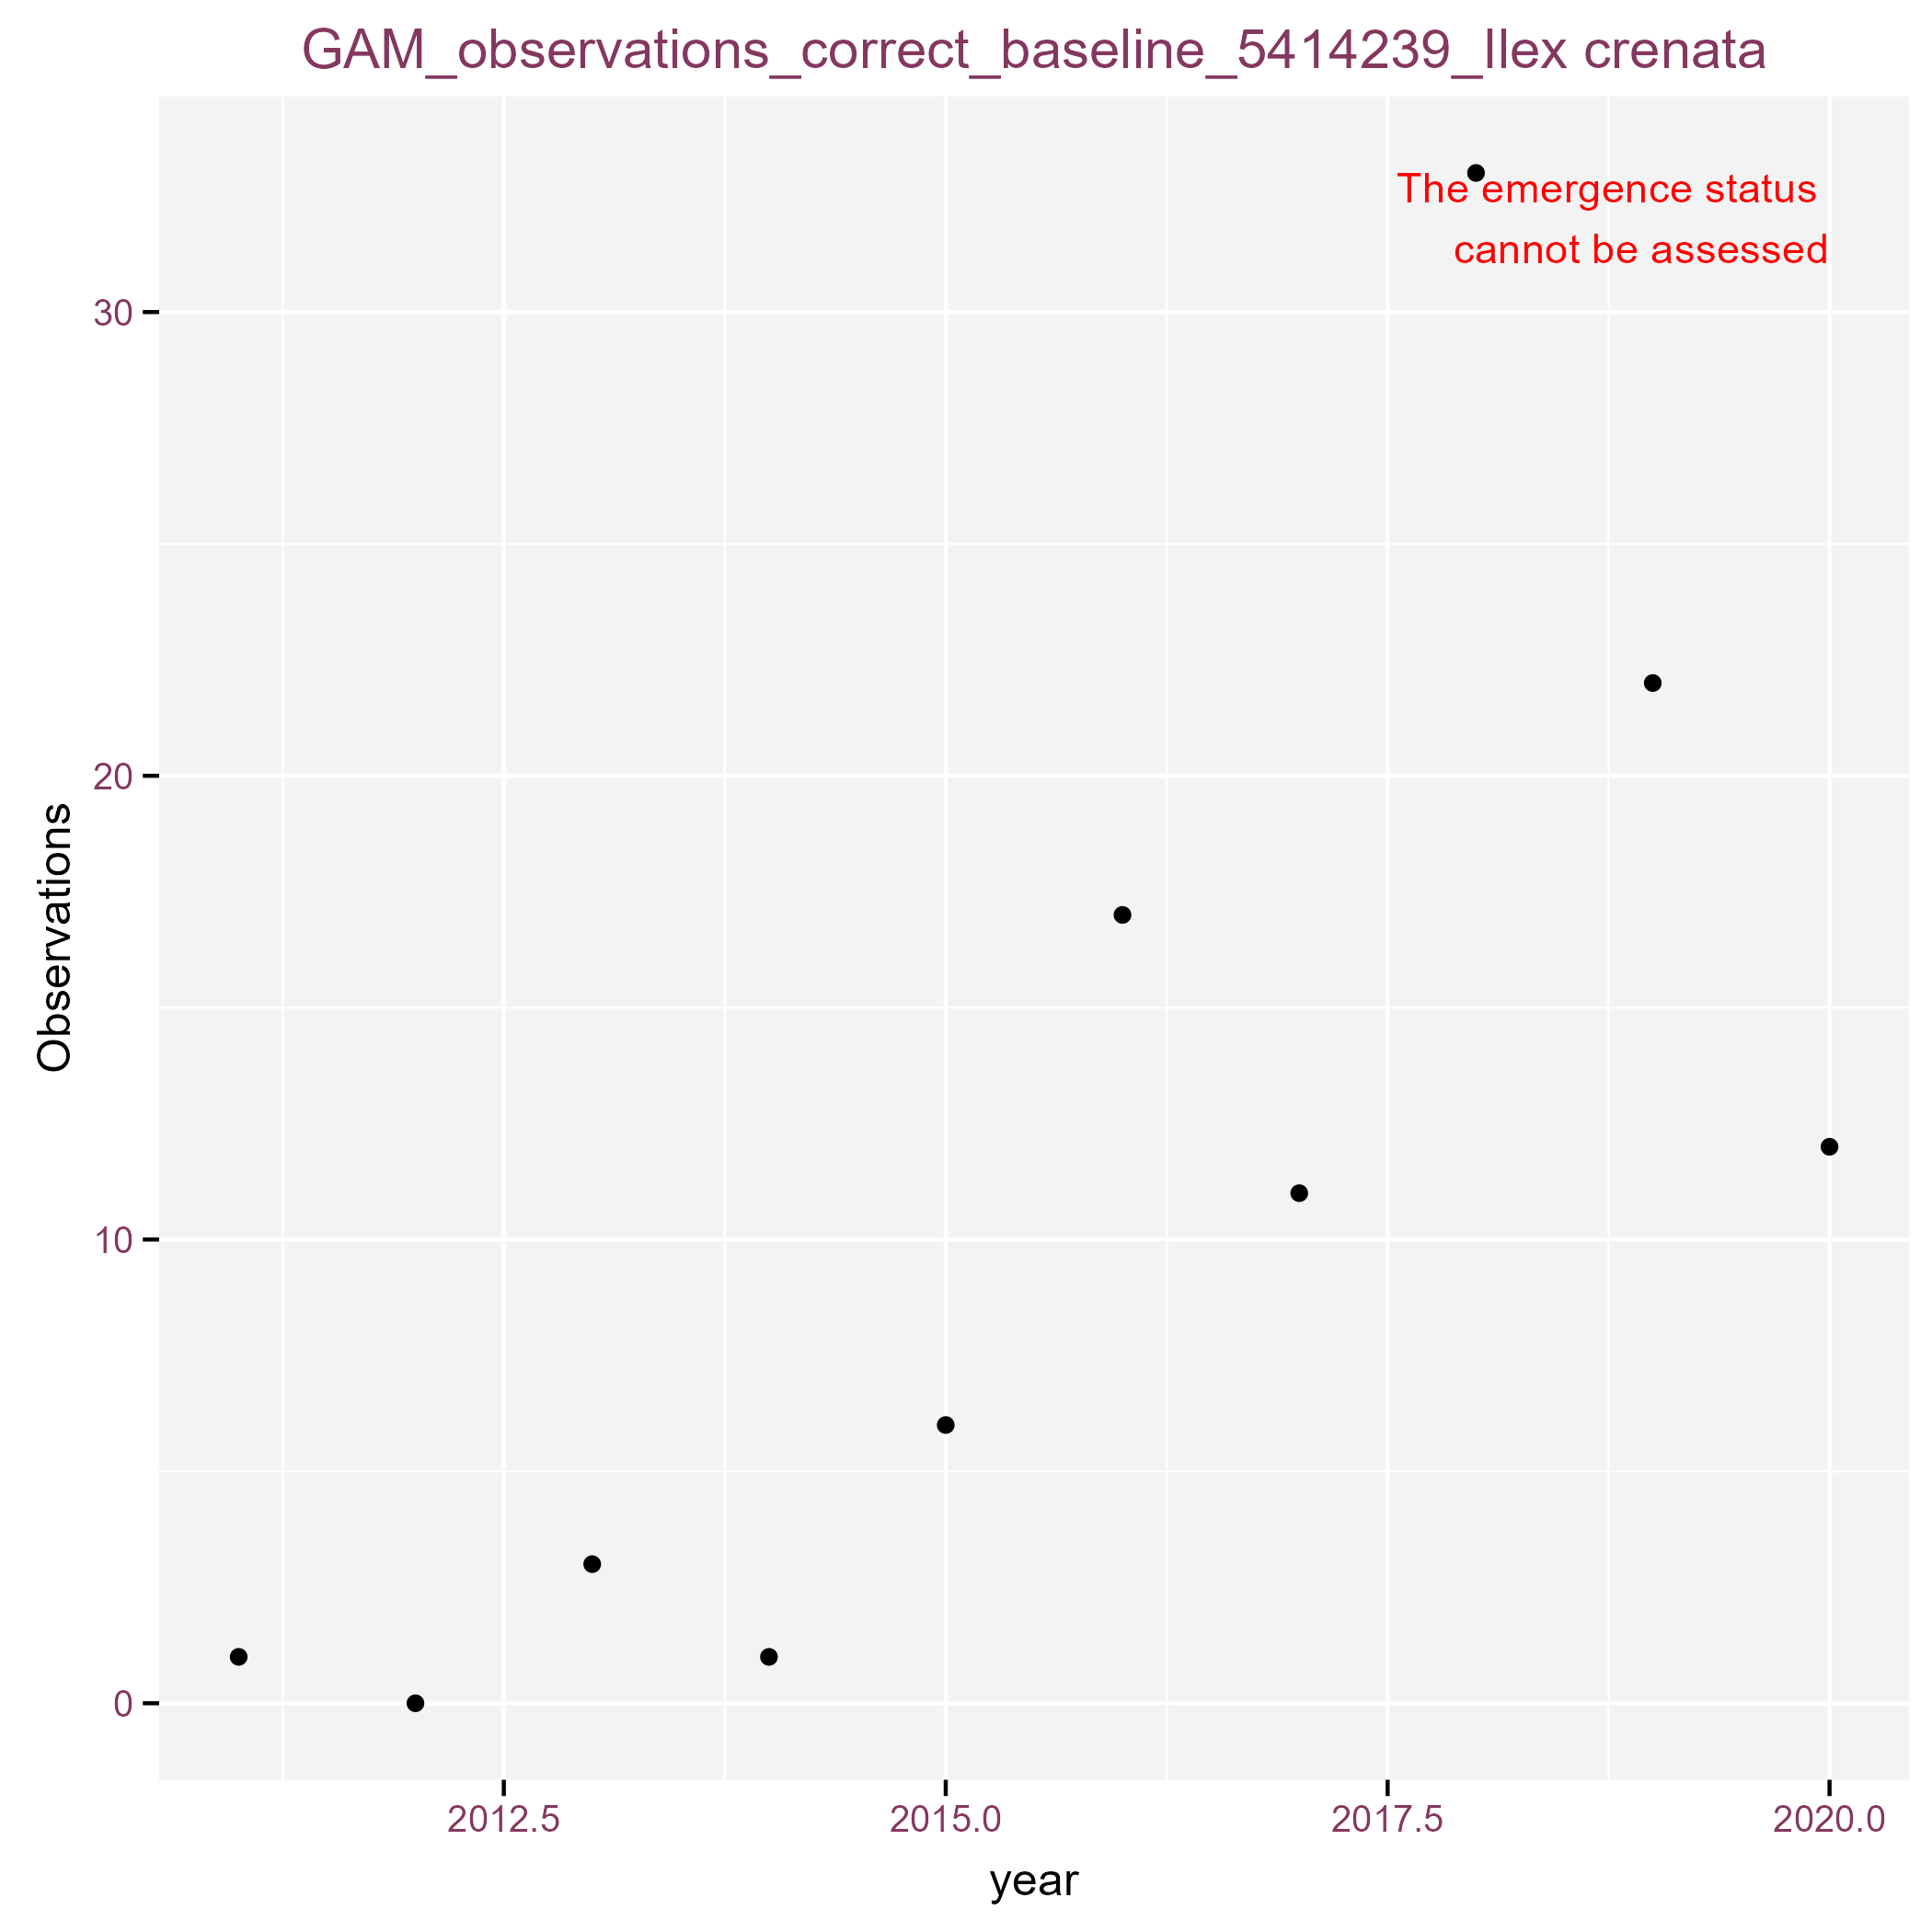 GAM_observations_correct_baseline_5414239_Ilex crenata
The emergence status
cannot be assessed
30
20
10
0
Observations
2012.5
2015.0
2017.5
2020.0
year